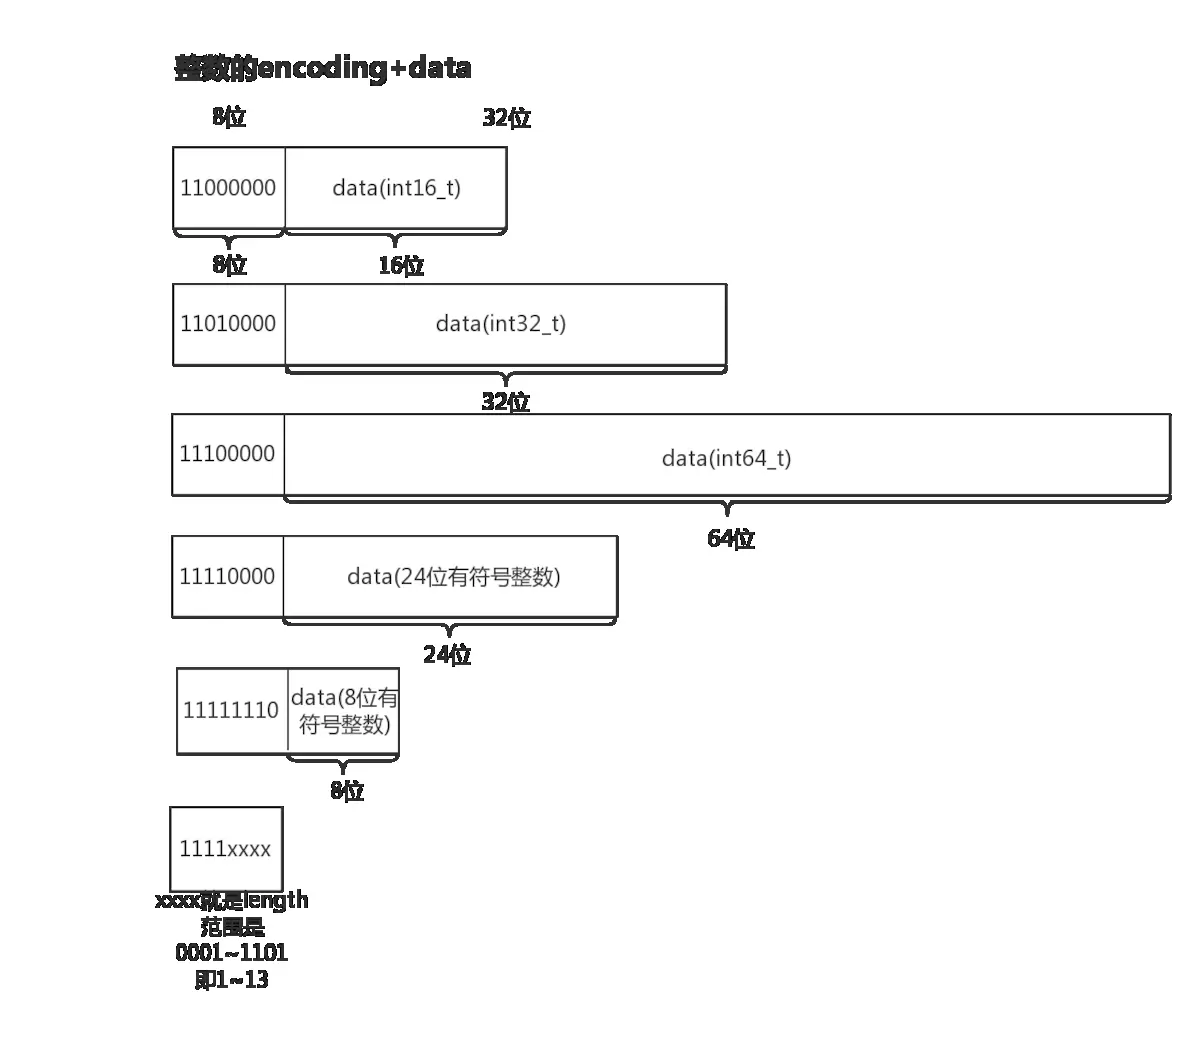 整数的encoding+data
8位 32位
11000000 data(int16_t)
8位 16位
11010000 data(int32_t)
32位
11100000 data(int64_t)
64位
11110000 data(24位有符号整数)
24位
11111110 data(8位有
符号整数)
8位
1111xxxx
xxxx就是length
范围是
0001~1101
即1~13